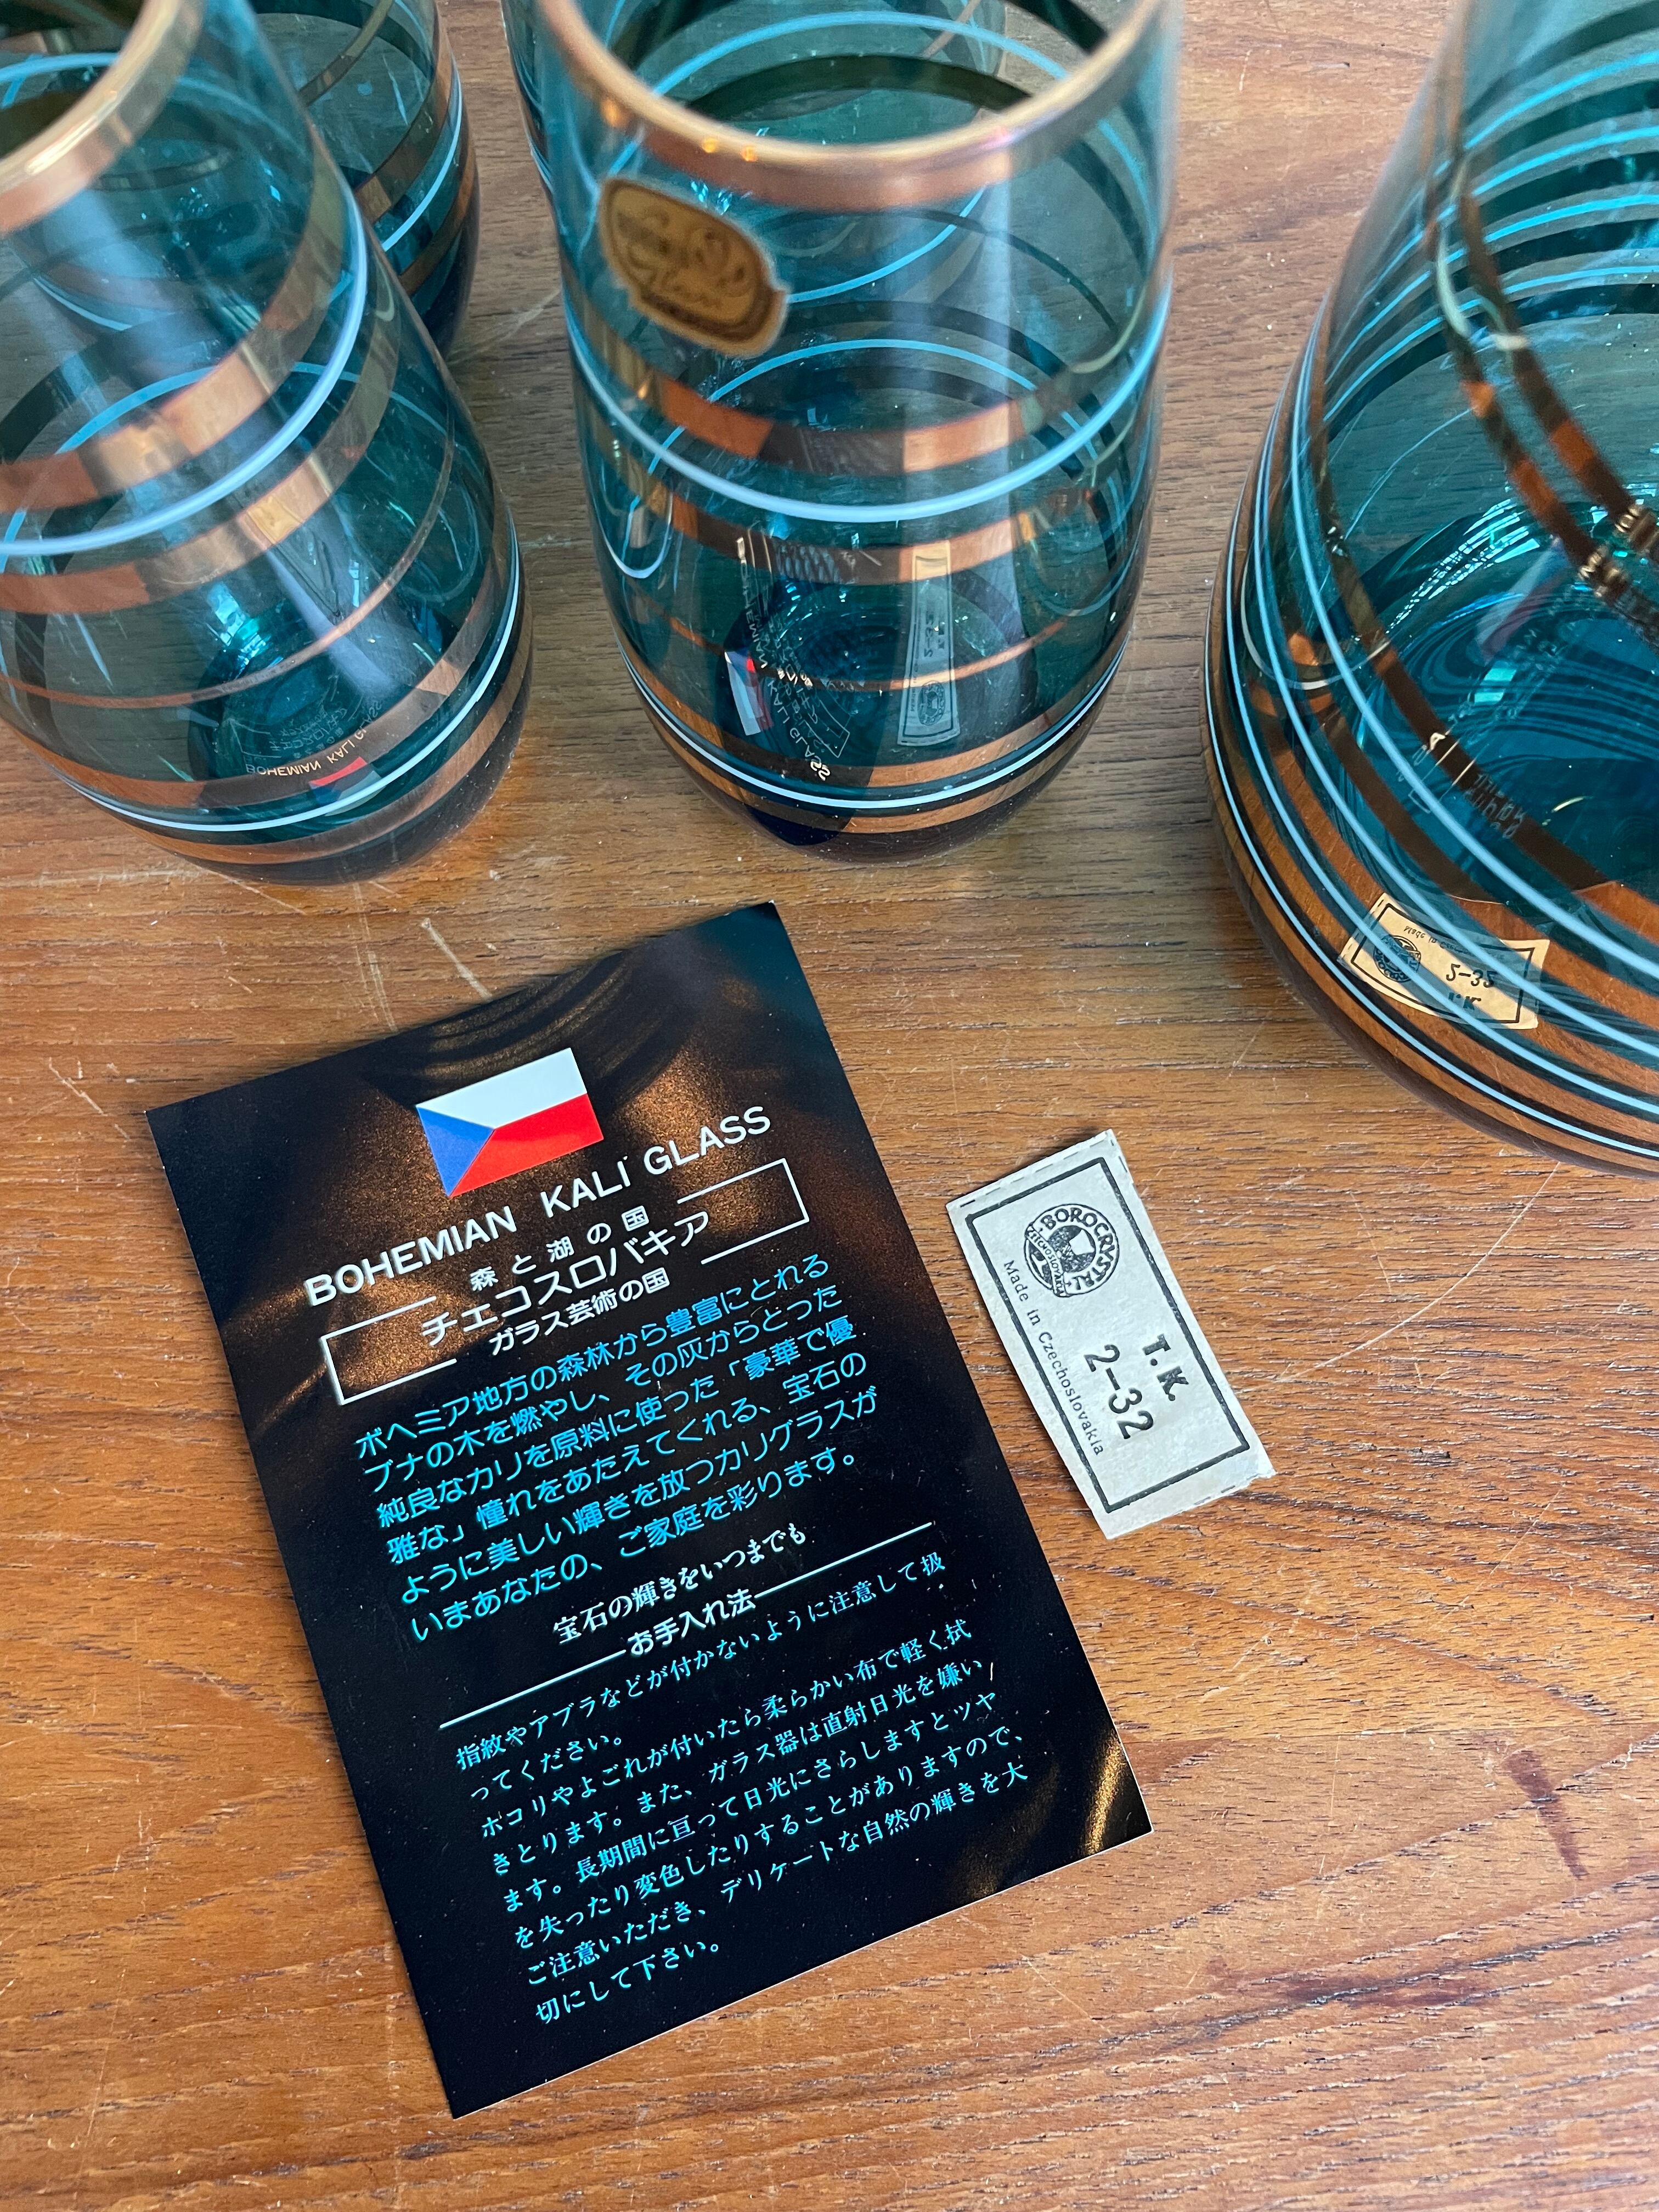 BOHEMIAN KALI GLASS
森と湖の国
チェコスロバキア
ガラス芸術の国
ボヘミア地方の森林から豊富にとれる
ブナの木を燃やし、その灰からとった
純良なカリを原料に使った「豪華で優
雅な」憧れをあたえてくれる、宝石の
ように美しい輝きを放つカリグラスが
いまあなたの、ご家庭を彩ります。
宝石の輝きをいつまでも
お手入れ法
指紋やアブラなどが付かないように注意して扱
ってください。
ホコリやよごれが付いたら柔らかい布で軽く拭
きとります。また、ガラス器は直射日光を嫌い
ます。長期間に亘って日光にさらしますとツヤ
を失ったり変色したりすることがありますので、
ご注意いただき、デリケートな自然の輝きを大
切にして下さい。
BOROCRYSTAL
CZECHOSLOVAKIA
T.K.
2-32
Made in Czechoslovakia
Made in
5-35
T.K
Glass
BOHEMIAN KALI GLASS